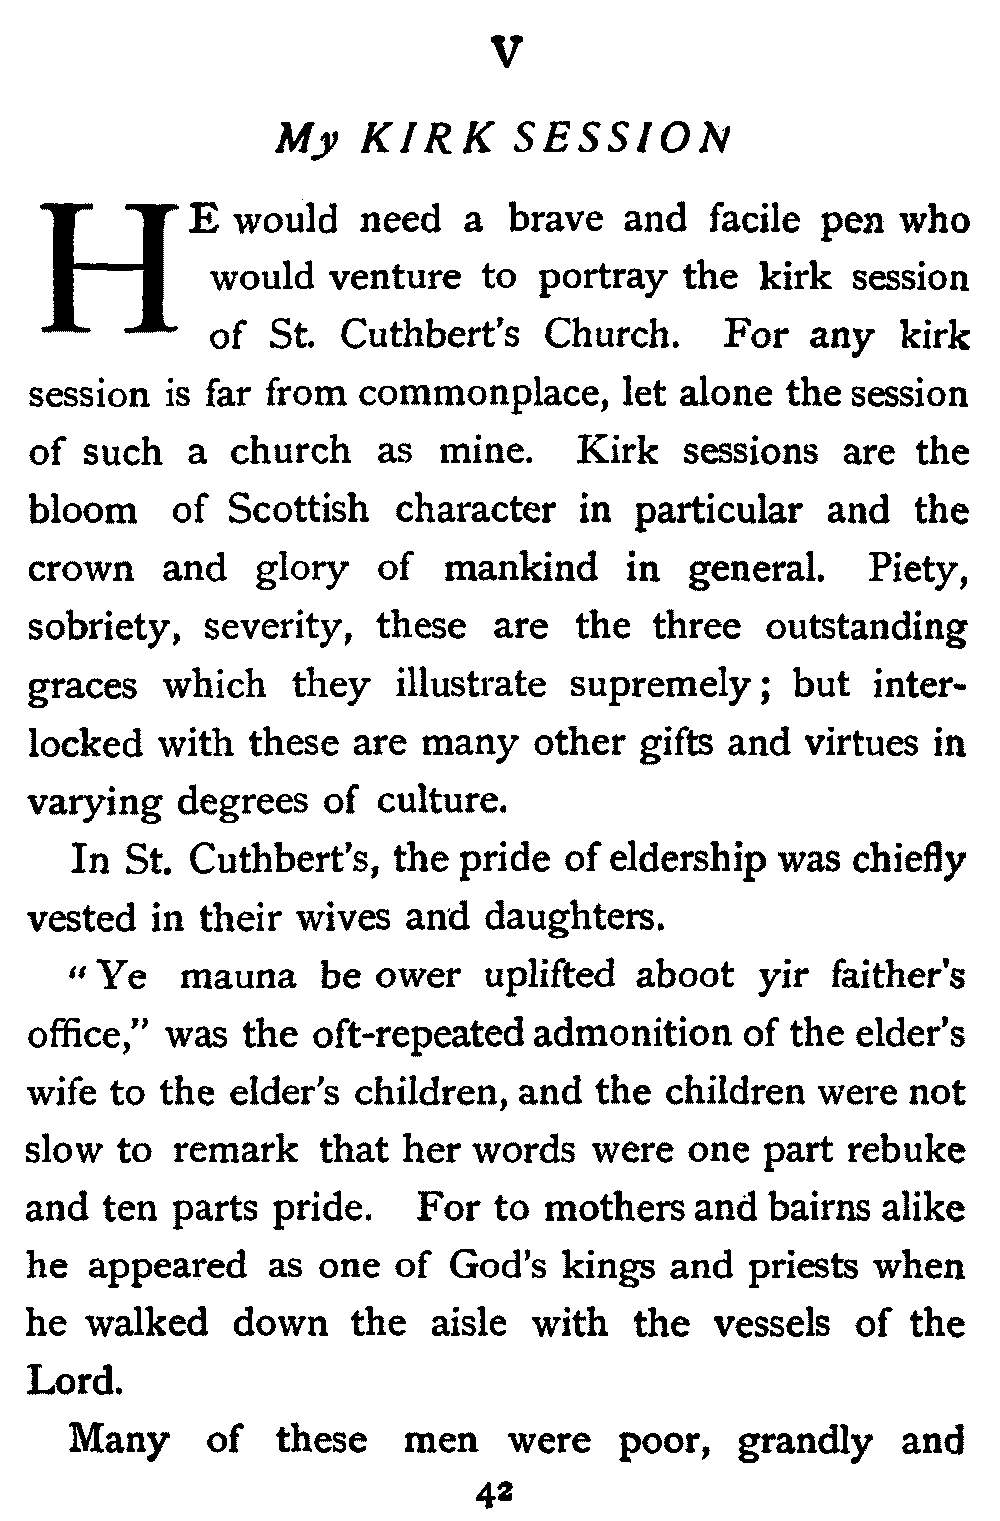 V
My KIRK SESSION
HE would need a brave and facile pen who
would venture to portray the kirk session
of St. Cuthbert's Church. For any kirk
session is far from commonplace, let alone the session
of such a church as mine. Kirk sessions are the
bloom of Scottish character in particular and the
crown and glory of mankind in general. Piety,
sobriety, severity, these are the three outstanding
graces which they illustrate supremely; but inter-
locked with these are many other gifts and virtues in
varying degrees of culture.
In St. Cuthbert's, the pride of eldership was chiefly
vested in their wives and daughters.
"Ye mauna be ower uplifted aboot yir faither's
office," was the oft-repeated admonition of the elder's
wife to the elder's children, and the children were not
slow to remark that her words were one part rebuke
and ten parts pride. For to mothers and bairns alike
he appeared as one of God's kings and priests when
he walked down the aisle with the vessels of the
Lord.
Many of these men were poor, grandly and
42